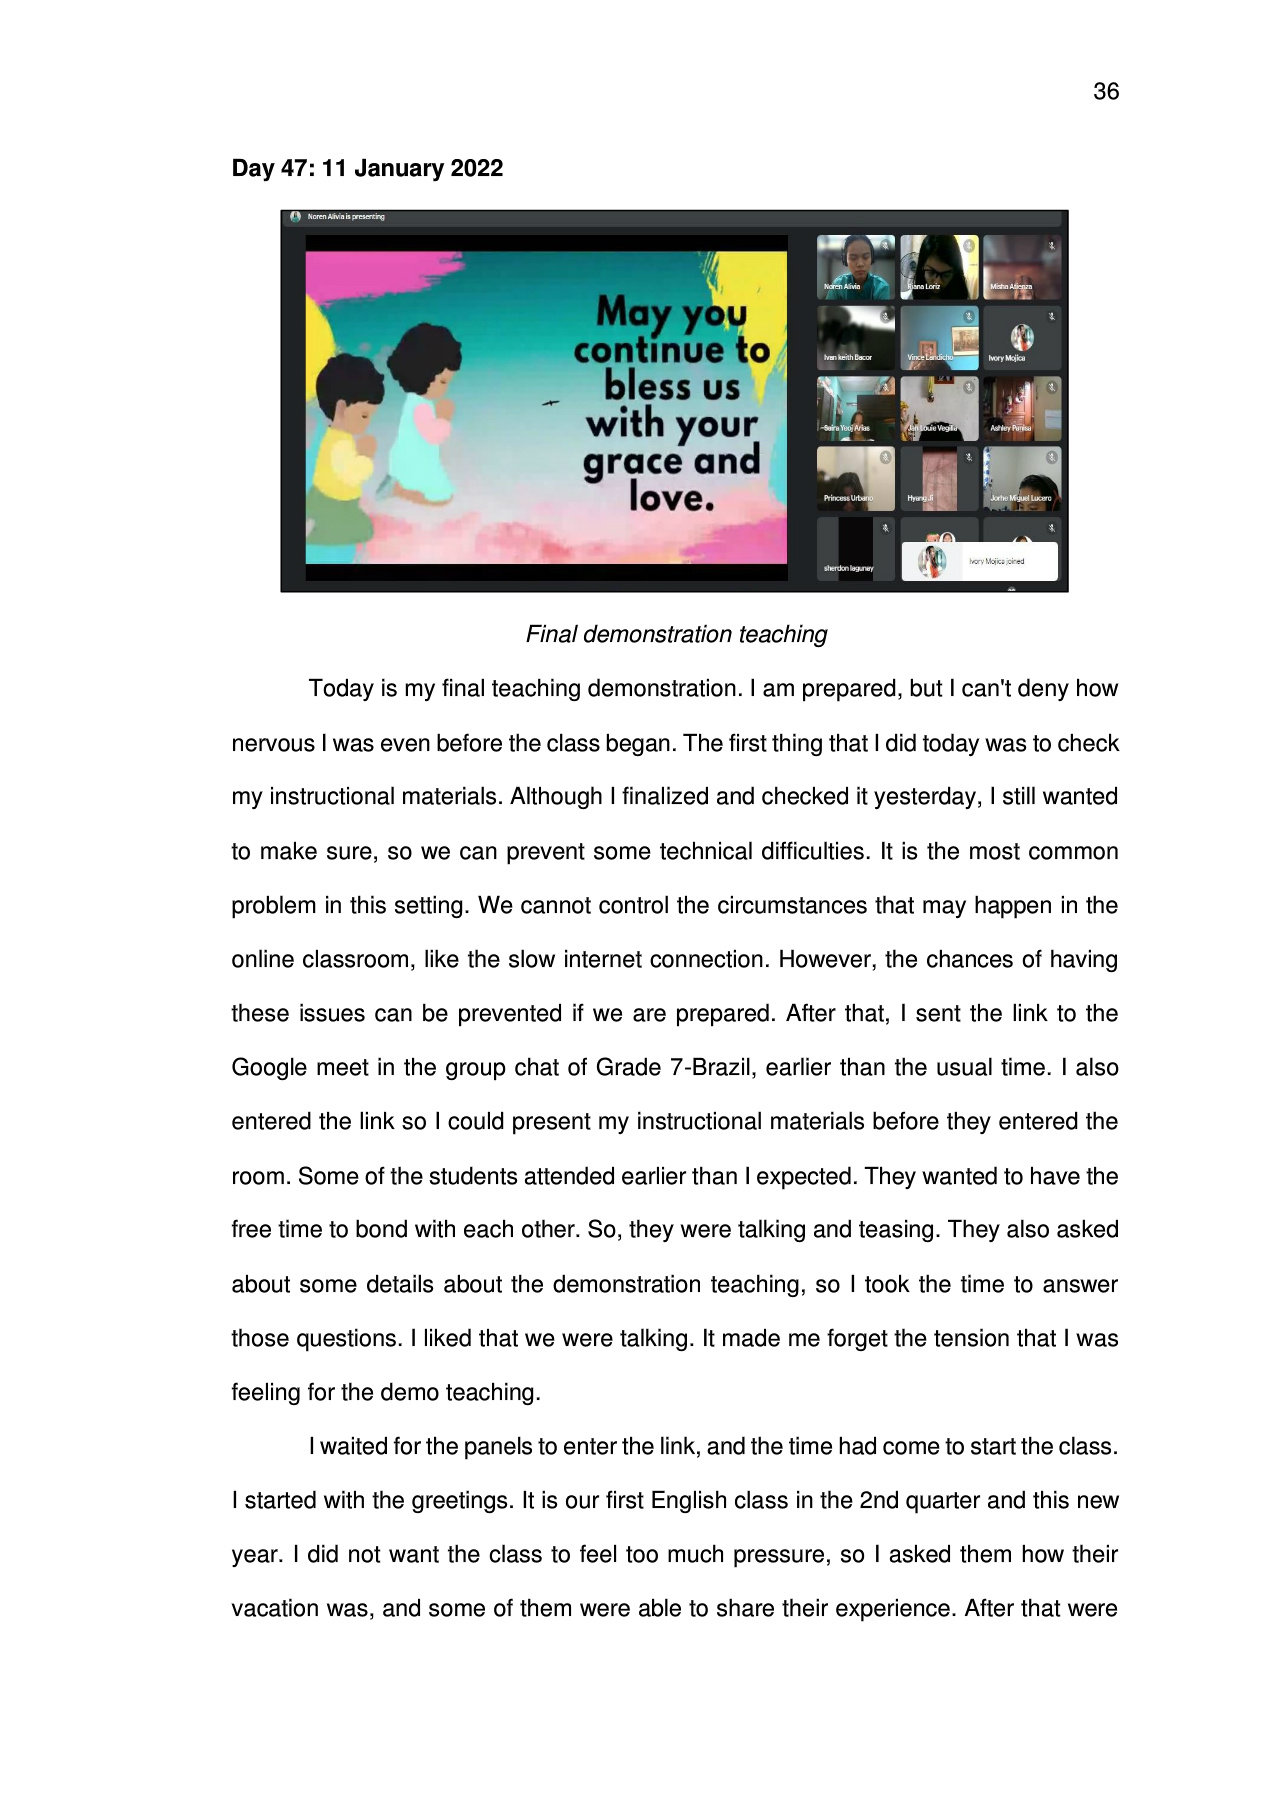 36
Day 47: 11 January 2022
Noren Alivia is presenting
May you
continue to
bless us
with your
grace and
love.
Noren Alivia
Loriz
Misha Atienza
Ivan keith Bacor
Vince Landicho
Ivory Mojica
Arias
Jan Louie
Ashley
Princess Urbano
Hyang Ji
Jorhe Miguel Lucero
sherdon lagunay
Ivory Mojica joined
Final demonstration teaching
Today is my final teaching demonstration. I am prepared, but I can't deny how
nervous I was even before the class began. The first thing that I did today was to check
my instructional materials. Although I finalized and checked it yesterday, I still wanted
to make sure, so we can prevent some technical difficulties. It is the most common
problem in this setting. We cannot control the circumstances that may happen in the
online classroom, like the slow internet connection. However, the chances of having
these issues can be prevented if we are prepared. After that, I sent the link to the
Google meet in the group chat of Grade 7-Brazil, earlier than the usual time. I also
entered the link so I could present my instructional materials before they entered the
room. Some of the students attended earlier than I expected. They wanted to have the
free time to bond with each other. So, they were talking and teasing. They also asked
about some details about the demonstration teaching, so I took the time to answer
those questions. I liked that we were talking. It made me forget the tension that I was
feeling for the demo teaching.
I waited for the panels to enter the link, and the time had come to start the class.
I started with the greetings. It is our first English class in the 2nd quarter and this new
year. I did not want the class to feel too much pressure, so I asked them how their
vacation was, and some of them were able to share their experience. After that were